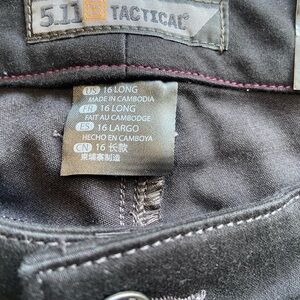 5.11 TACTICAL®
US 16 LONG
MADE IN CAMBODIA
FR 16 LONG
FAIT AU CAMBODGE
ES 16 LARGO
HECHO EN CAMBOYA
CN 16 长款
柬埔寨制造